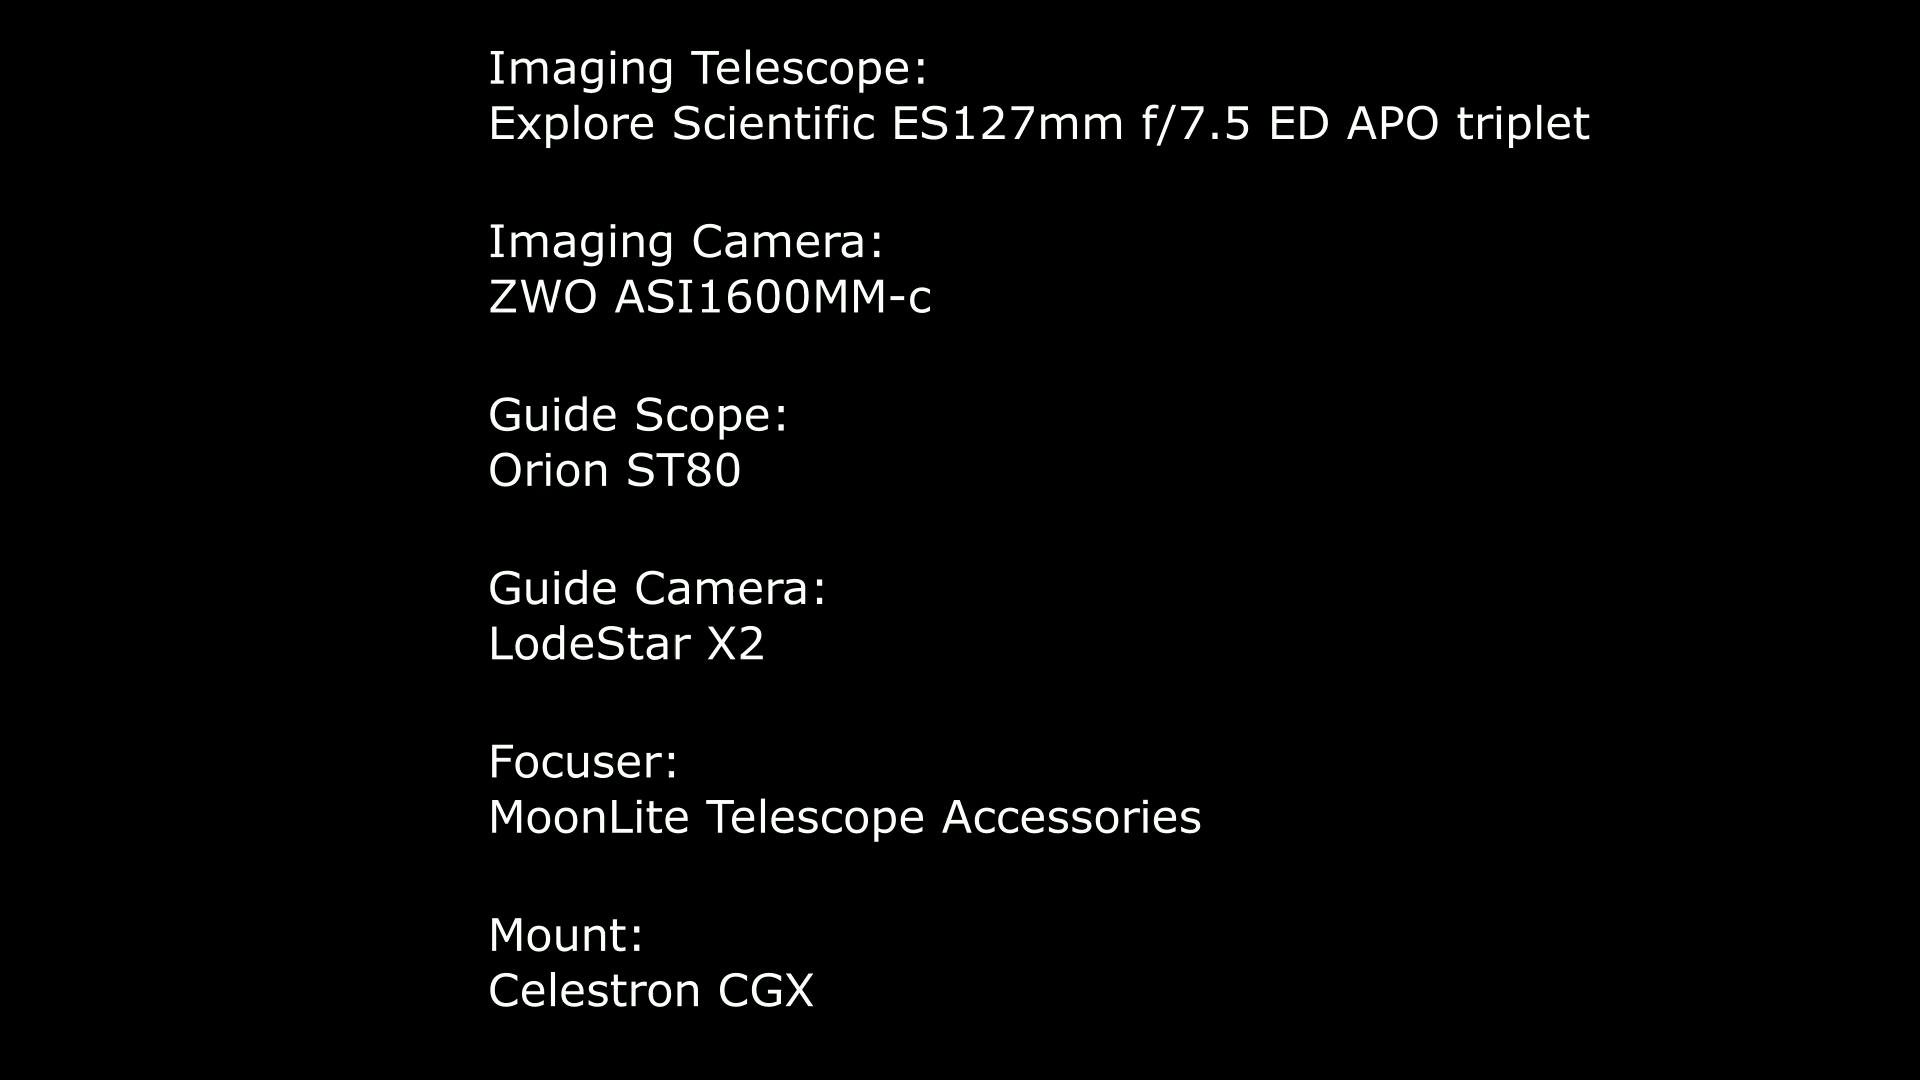 Imaging Telescope:
Explore Scientific ES127mm f/7.5 ED APO triplet
Imaging Camera:
ZWO ASI1600MM-c
Guide Scope:
Orion ST80
Guide Camera:
LodeStar X2
Focuser:
MoonLite Telescope Accessories
Mount:
Celestron CGX